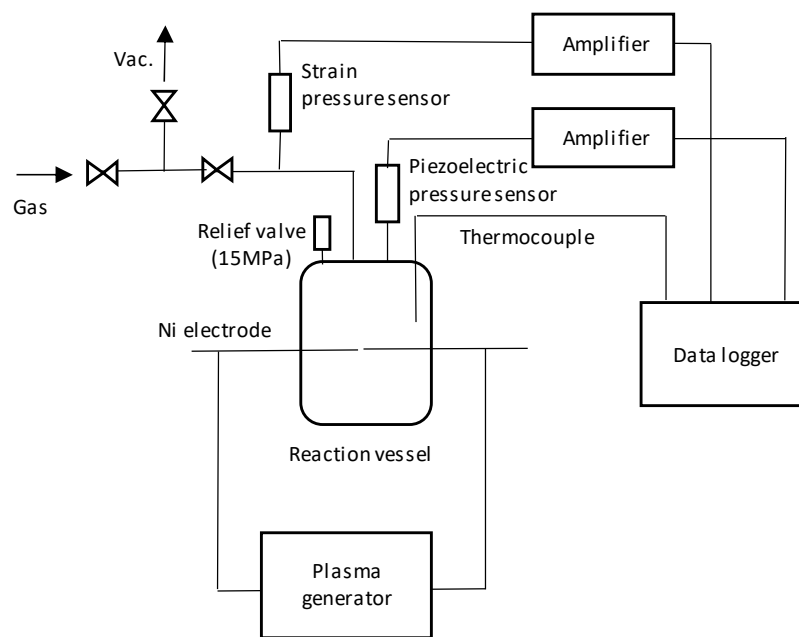 Vac.
Strain
pressure sensor
Amplifier
Amplifier
Gas
Piezoelectric
pressure sensor
Relief valve
(15MPa)
Thermocouple
Ni electrode
Data logger
Reaction vessel
Plasma
generator